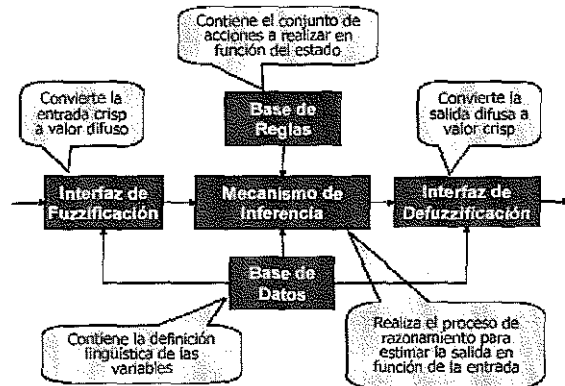 Contiene el conjunto de
acciones a realizar en
función del estado
Convierte la
entrada crisp
a valor difuso
Base de
Reglas
Convierte la
salida difusa a
valor crisp
Interfaz de
Fuzzificación
Mecanismo de
Inferencia
Interfaz de
Defuzzificación
Base de
Datos
Contiene la definición
lingüística de las
variables
Realiza el proceso de
razonamiento para
estimar la salida en
función de la entrada